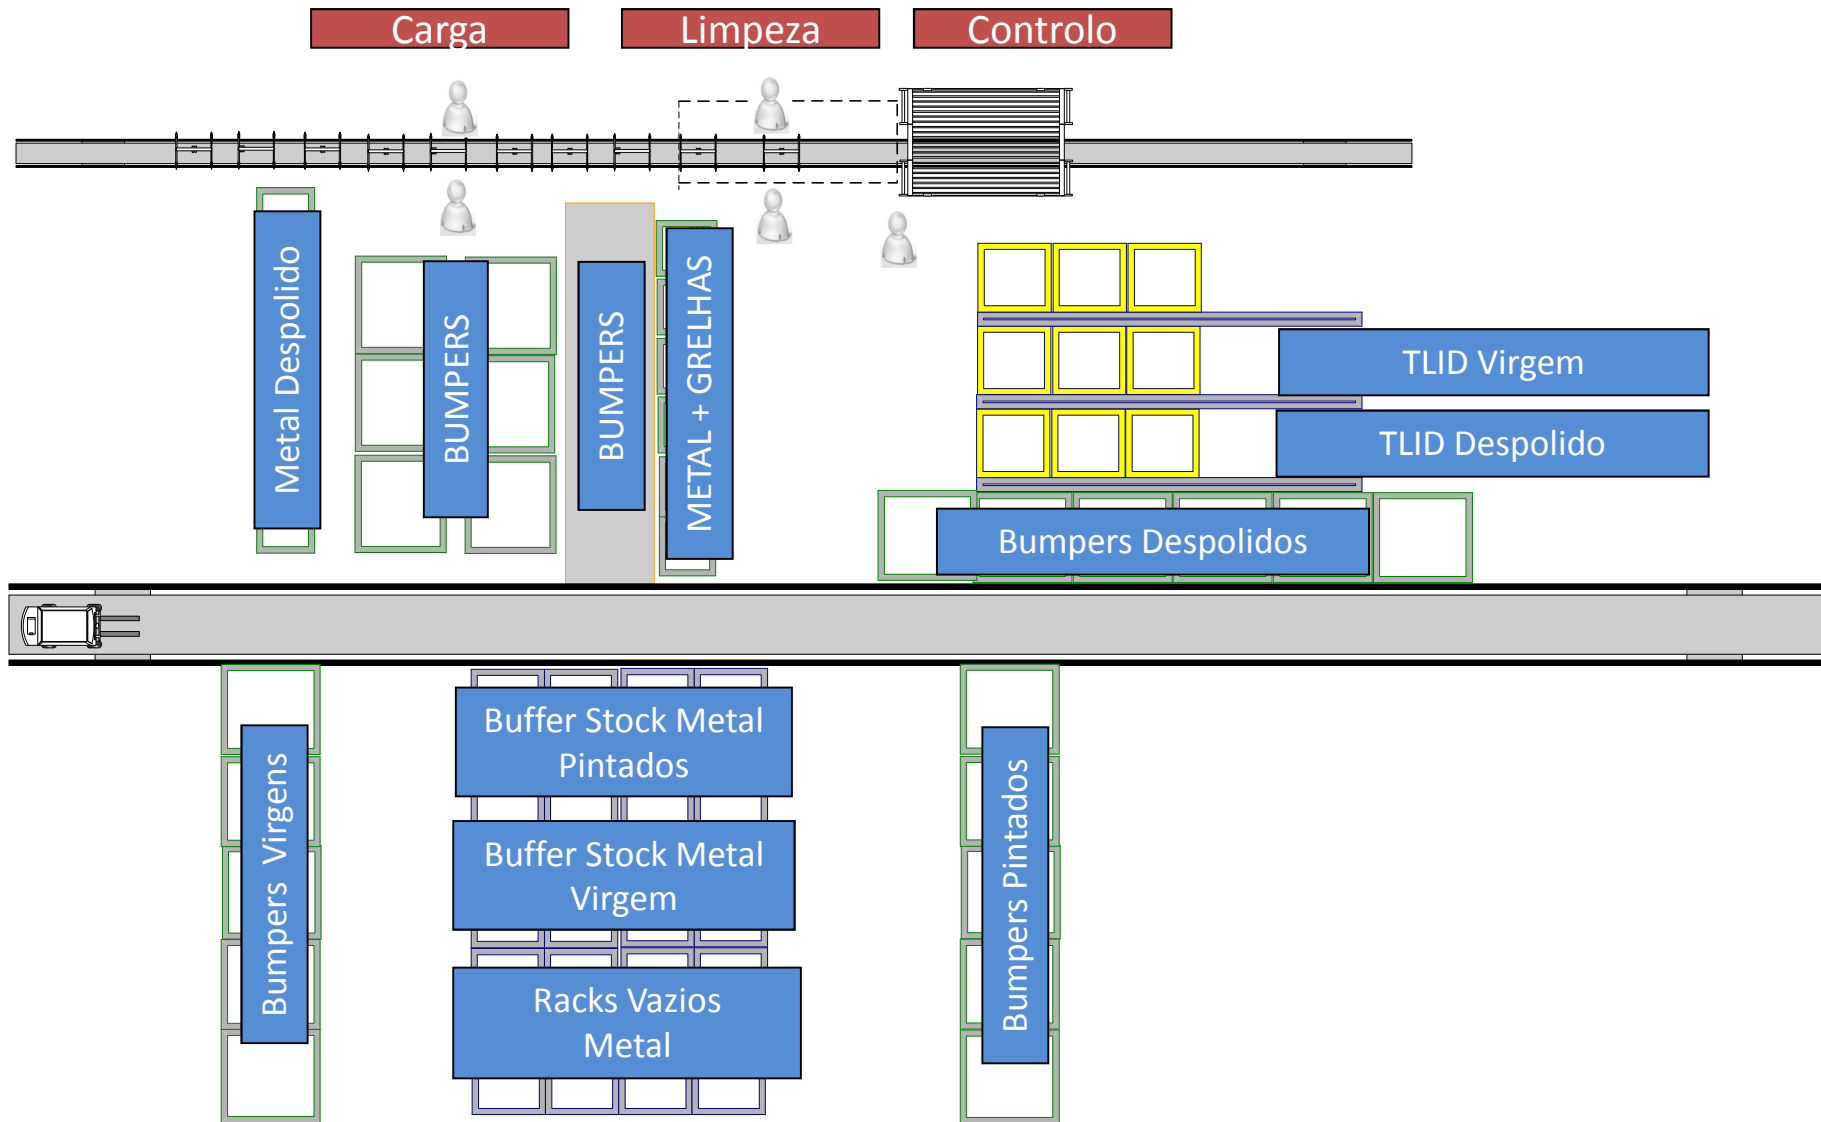 Carga
Limpeza
Controlo
Metal Despolido
BUMPERS
BUMPERS
METAL + GRELHAS
TLID Virgem
TLID Despolido
Bumpers Despolidos
Bumpers Virgens
Buffer Stock Metal
Pintados
Buffer Stock Metal
Virgem
Racks Vazios
Metal
Bumpers Pintados